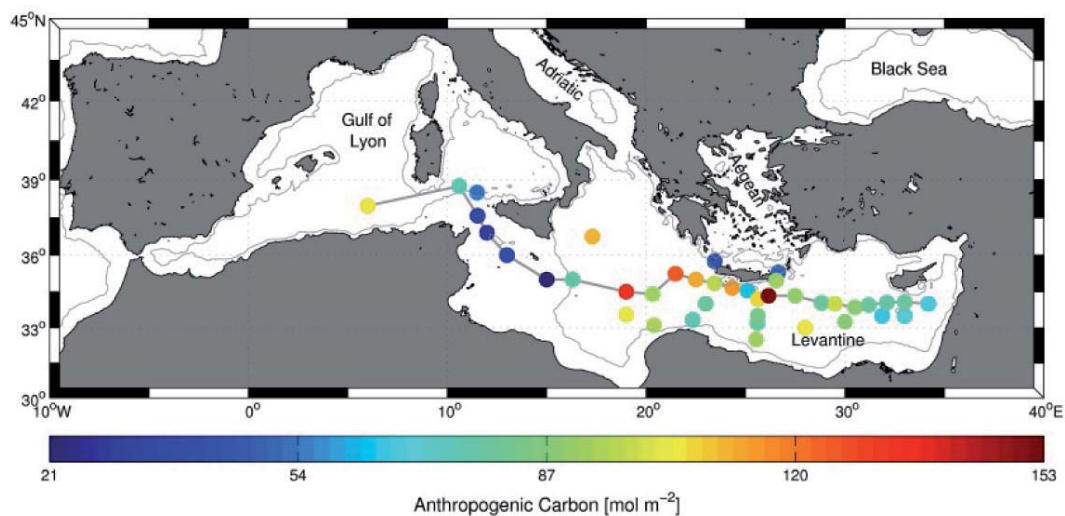 45°N
42°
39°
36°
33°
30°
10°W
0°
10°
20°
30°
40°E
Gulf of
Lyon
Adriatic
Aegean
Black Sea
Levantine
21
54
87
120
153
Anthropogenic Carbon [mol m⁻²]